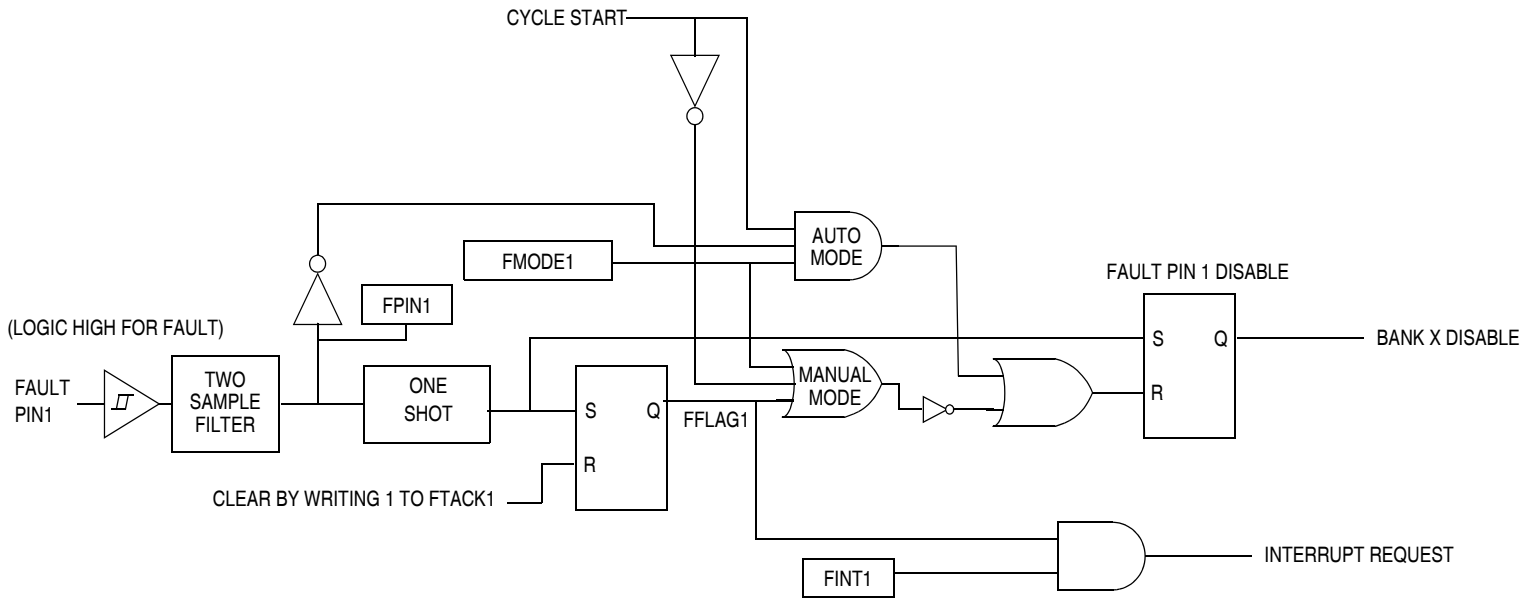 CYCLE START
AUTO
MODE
FMODE1
FAULT PIN 1 DISABLE
FPIN1
(LOGIC HIGH FOR FAULT)
S
Q
BANK X DISABLE
R
FAULT
PIN1
TWO
SAMPLE
FILTER
ONE
SHOT
S
Q
R
FFLAG1
MANUAL
MODE
CLEAR BY WRITING 1 TO FTACK1
INTERRUPT REQUEST
FINT1